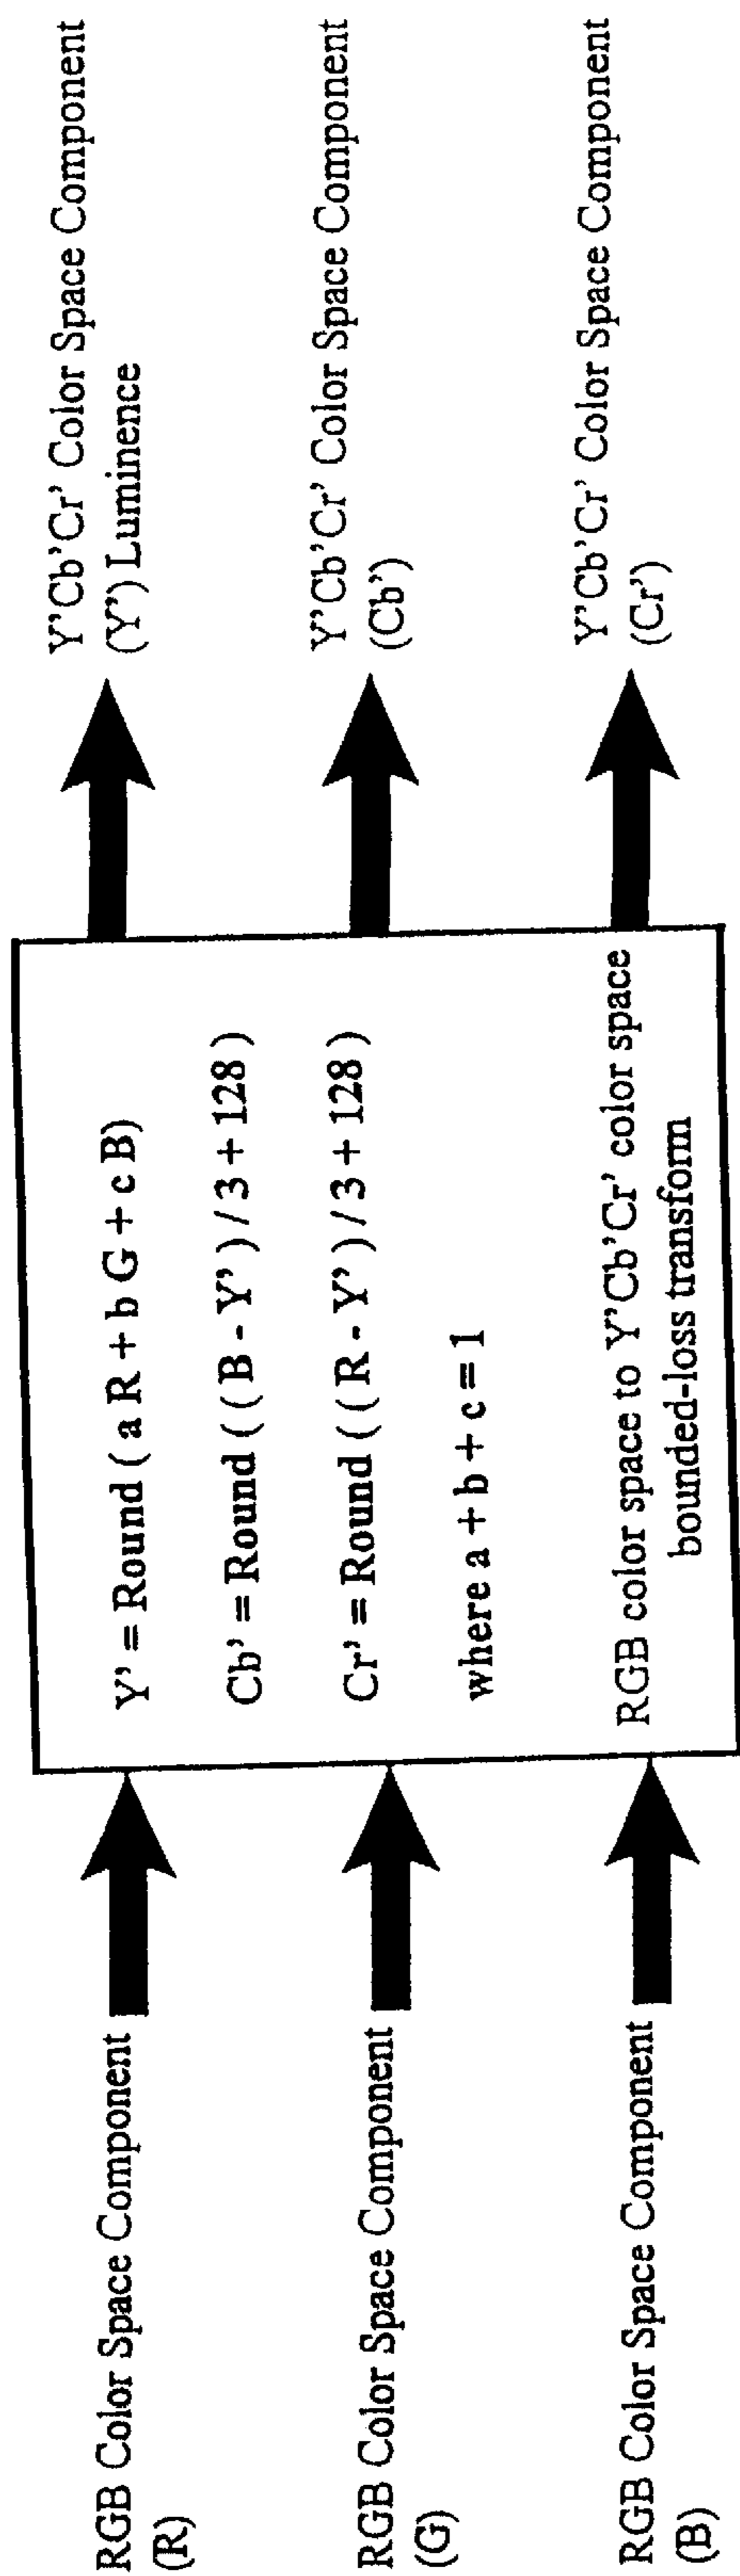 RGB Color Space Component
(R)
RGB Color Space Component
(G)
RGB Color Space Component
(B)
Y' = Round ( a R + b G + c B)
Cb' = Round ( ( B - Y' ) / 3 + 128 )
Cr' = Round ( ( R - Y' ) / 3 + 128 )
where a + b + c = 1
RGB color space to Y'Cb'Cr' color space
bounded-loss transform
Y'Cb'Cr' Color Space Component
(Y') Luminence
Y'Cb'Cr' Color Space Component
(Cb')
Y'Cb'Cr' Color Space Component
(Cr')